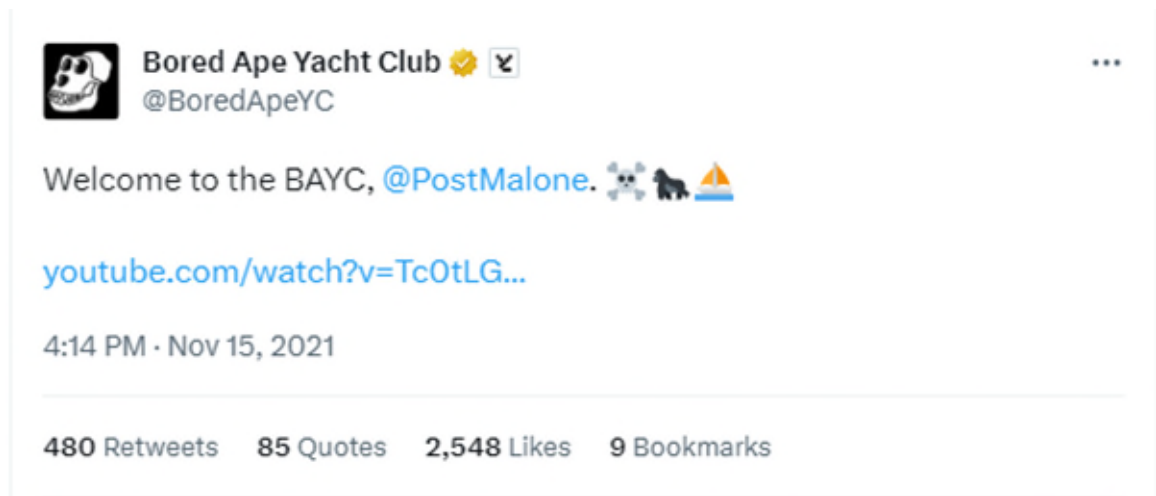 Bored Ape Yacht Club
@BoredApeYC
Welcome to the BAYC, @PostMalone. ☠️🦍⛵
youtube.com/watch?v=Tc0tLG...
4:14 PM · Nov 15, 2021
480 Retweets 85 Quotes 2,548 Likes 9 Bookmarks